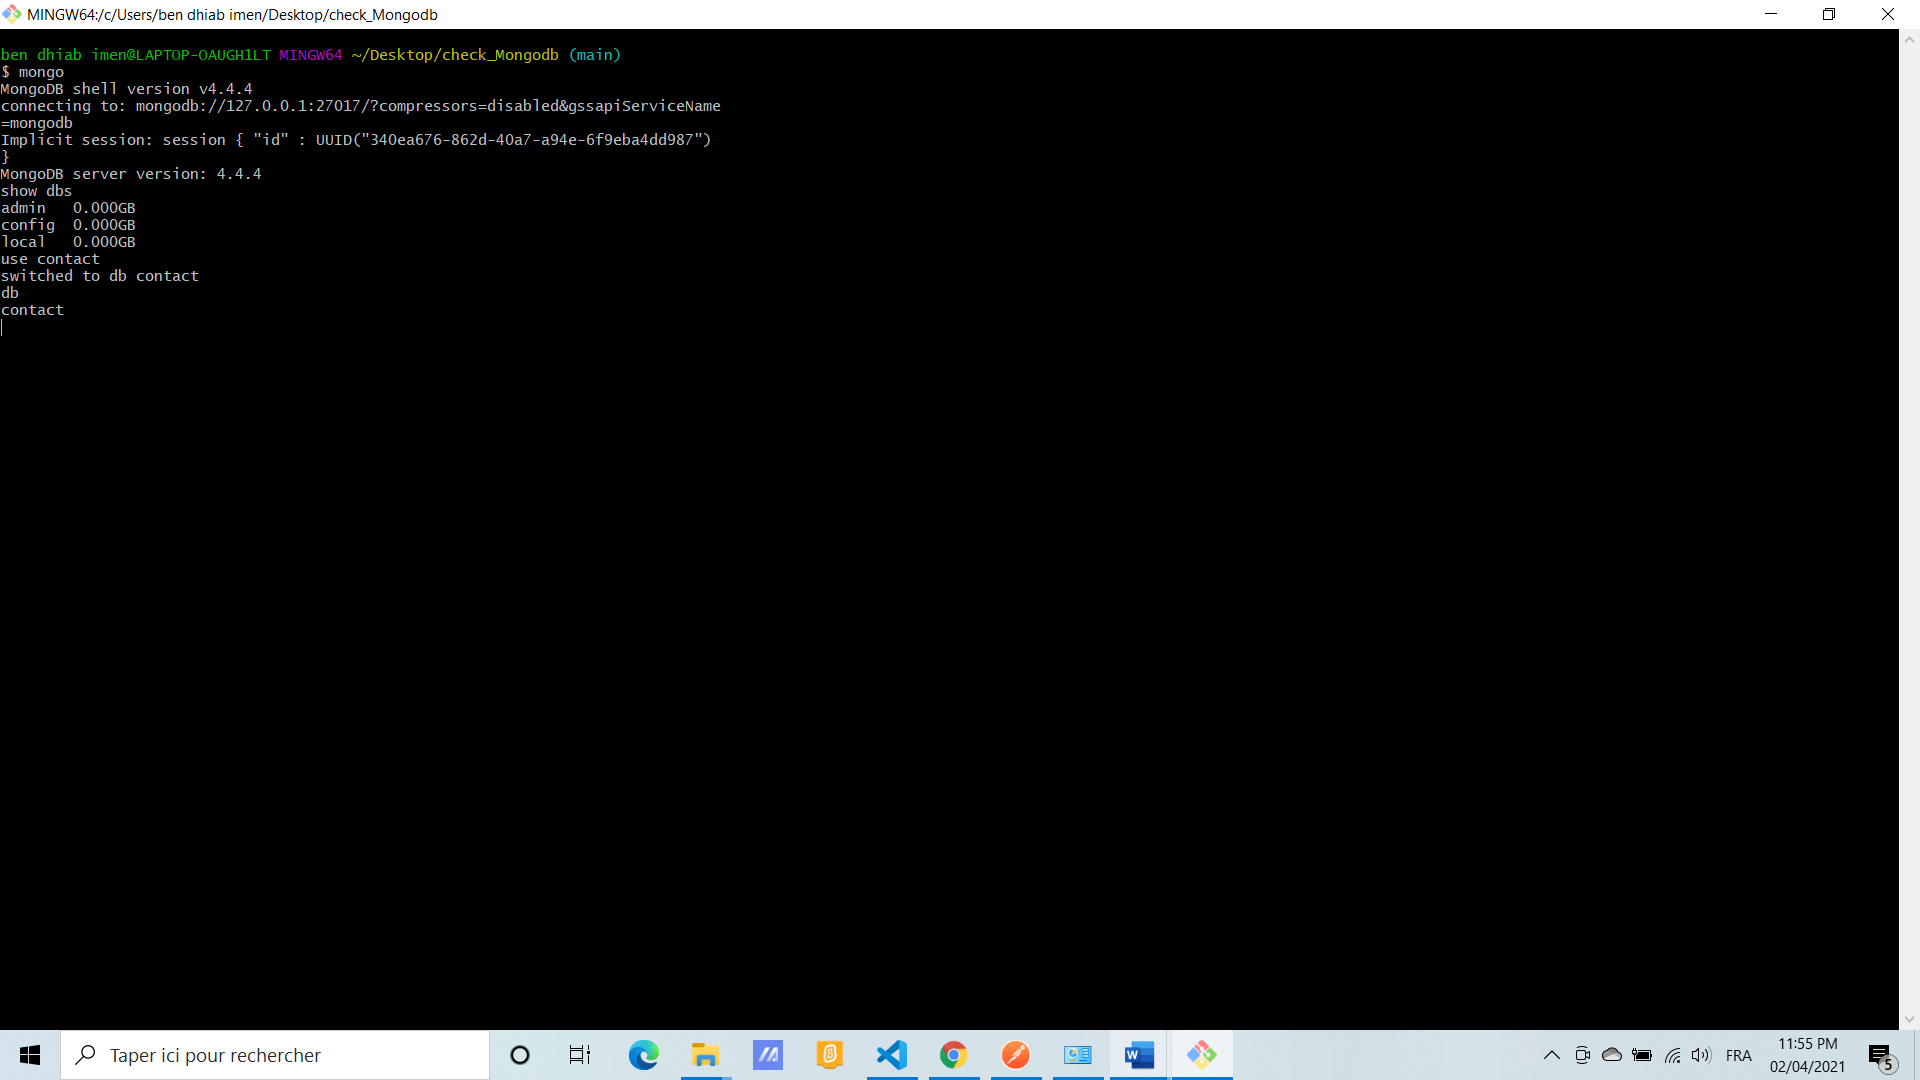 MINGW64:/c/Users/ben dhiab imen/Desktop/check_Mongodb
ben dhiab imen@LAPTOP-OAUGH1LT MINGW64 ~/Desktop/check_Mongodb (main)
$ mongo
MongoDB shell version v4.4.4
connecting to: mongodb://127.0.0.1:27017/?compressors=disabled&gssapiServiceName
=mongodb
Implicit session: session { "id" : UUID("340ea676-862d-40a7-a94e-6f9eba4dd987")
}
MongoDB server version: 4.4.4
show dbs
admin   0.000GB
config  0.000GB
local   0.000GB
use contact
switched to db contact
db
contact
Taper ici pour rechercher
W
FRA
11:55 PM
02/04/2021
5